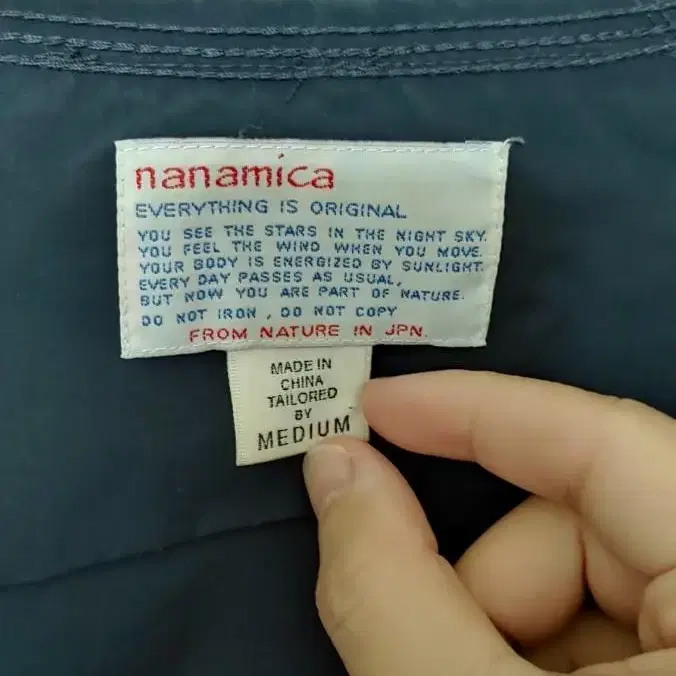 nanamica
EVERYTHING IS ORIGINAL
YOU SEE THE STARS IN THE NIGHT SKY.
YOU FEEL THE WIND WHEN YOU MOVE.
YOUR BODY IS ENERGIZED BY SUNLIGHT.
EVERY DAY PASSES AS USUAL,
BUT NOW YOU ARE PART OF NATURE.
DO NOT IRON , DO NOT COPY
FROM NATURE IN JPN.
MADE IN
CHINA
TAILORED
BY
MEDIUM